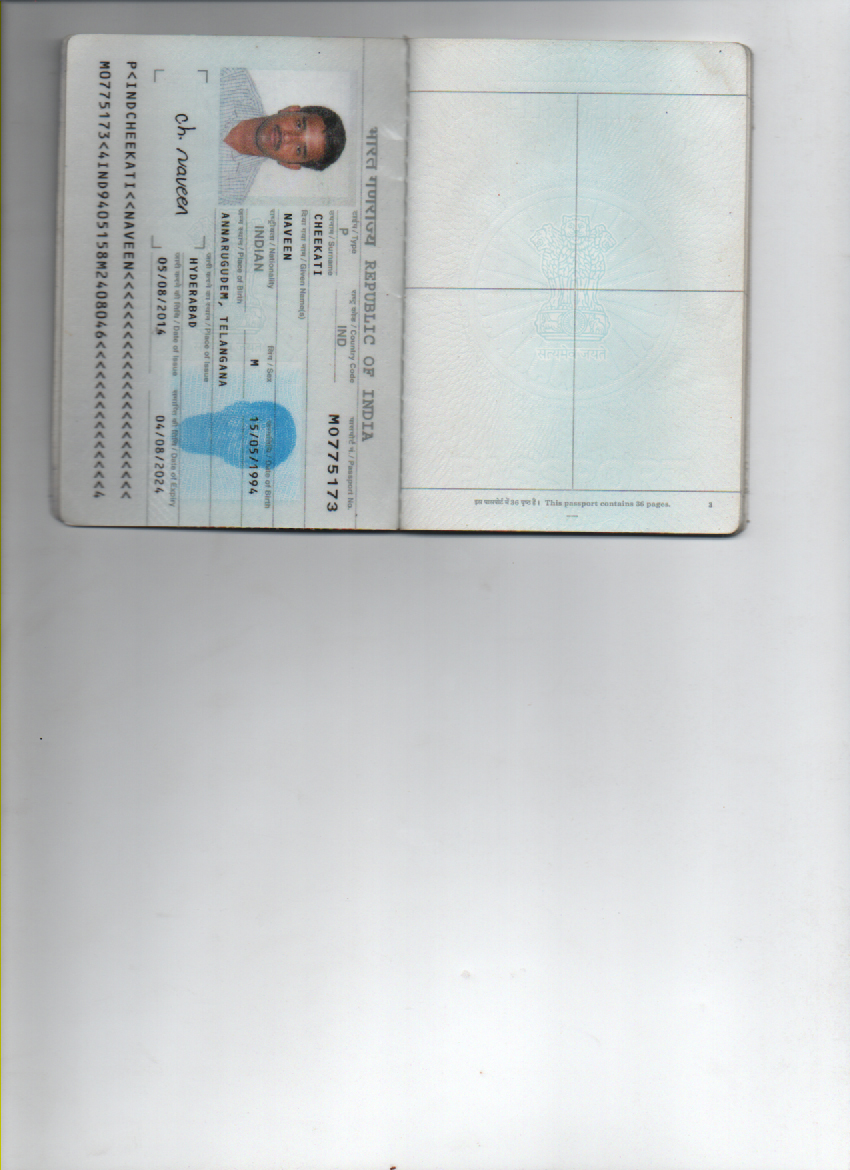 भारत गणराज्य REPUBLIC OF INDIA
टाईप / Type
राष्ट्र कोड / Country Code
पासपोर्ट नं. / Passport No.
P
IND
M0775173
उपनाम / Surname
CHEEKATI
दिया गया नाम / Given Name(s)
NAVEEN
राष्ट्रीयता / Nationality
लिंग / Sex
जन्मतिथि / Date of Birth
INDIAN
M
15/05/1994
जन्म स्थान / Place of Birth
ANNARUGUDEM, TELANGANA
जारी करने का स्थान / Place of Issue
HYDERABAD
जारी करने की तिथि / Date of Issue
समाप्ति की तिथि / Date of Expiry
05/08/2014
04/08/2024
ch. naveen
P<INDCHEEKATI<<NAVEEN<<<<<<<<<<<<<<<<<<<<<<<
M0775173<4IND9405158M2408046<<<<<<<<<<<<<<<4
सत्यमेव जयते
इस पासपोर्ट में 36 पृष्ठ हैं। This passport contains 36 pages.
3